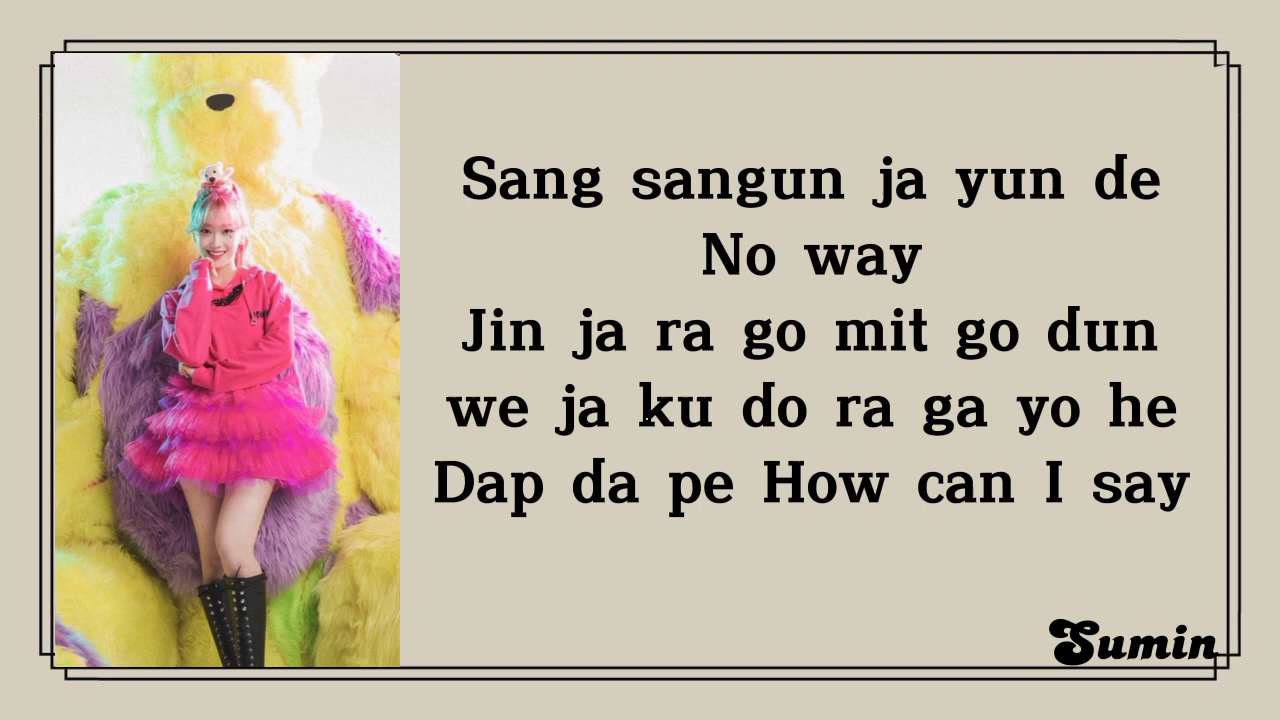 Sang sangun ja yun de
No way
Jin ja ra go mit go dun
we ja ku do ra ga yo he
Dap da pe How can I say
Sumin